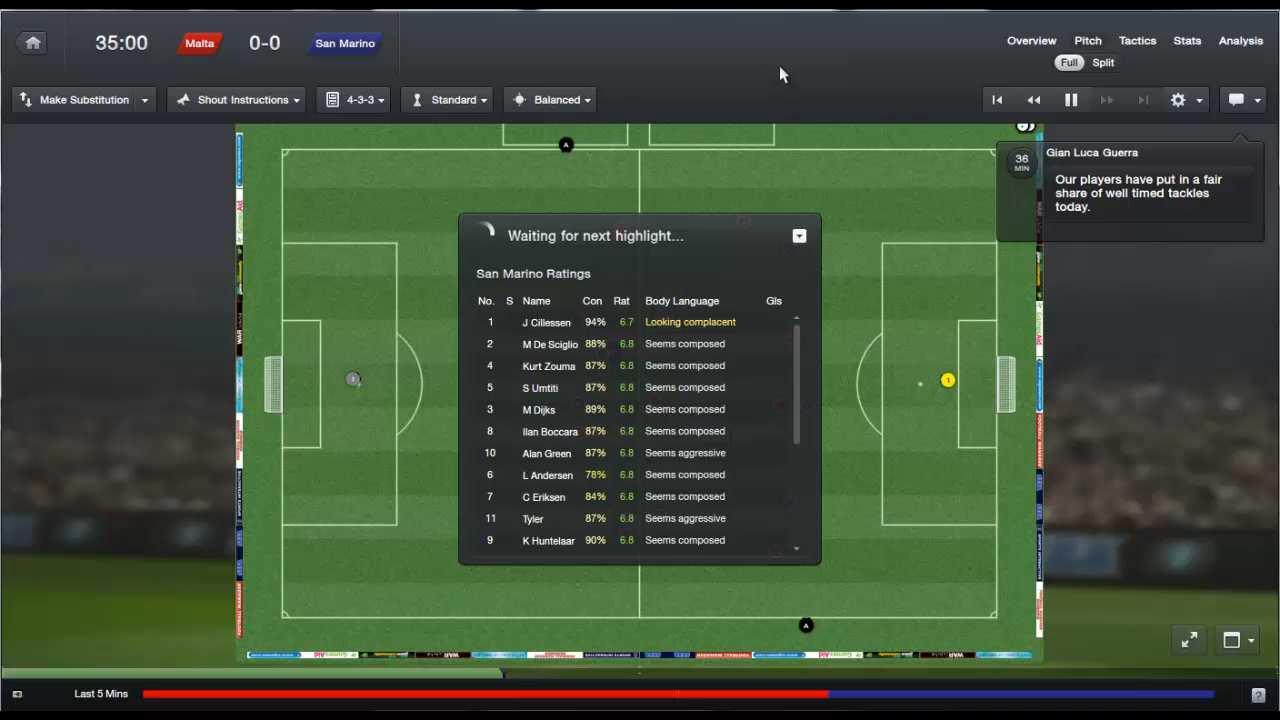 35:00 Malta 0-0 San Marino
Overview Pitch Tactics Stats Analysis
Full Split
Make Substitution Shout Instructions 4-3-3 Standard Balanced
A
36 MIN
Gian Luca Guerra
Our players have put in a fair
share of well timed tackles
today.
Waiting for next highlight...
San Marino Ratings
No. S Name Con Rat Body Language Gls
1 J Cillessen 94% 6.7 Looking complacent
2 M De Sciglio 88% 6.8 Seems composed
4 Kurt Zouma 87% 6.8 Seems composed
5 S Umtiti 87% 6.8 Seems composed
3 M Dijks 89% 6.8 Seems composed
8 Ilan Boccara 87% 6.8 Seems composed
10 Alan Green 87% 6.8 Seems aggressive
6 L Andersen 78% 6.8 Seems composed
7 C Eriksen 84% 6.8 Seems composed
11 Tyler 87% 6.8 Seems aggressive
9 K Huntelaar 90% 6.8 Seems composed
1
1
A
Last 5 Mins
?